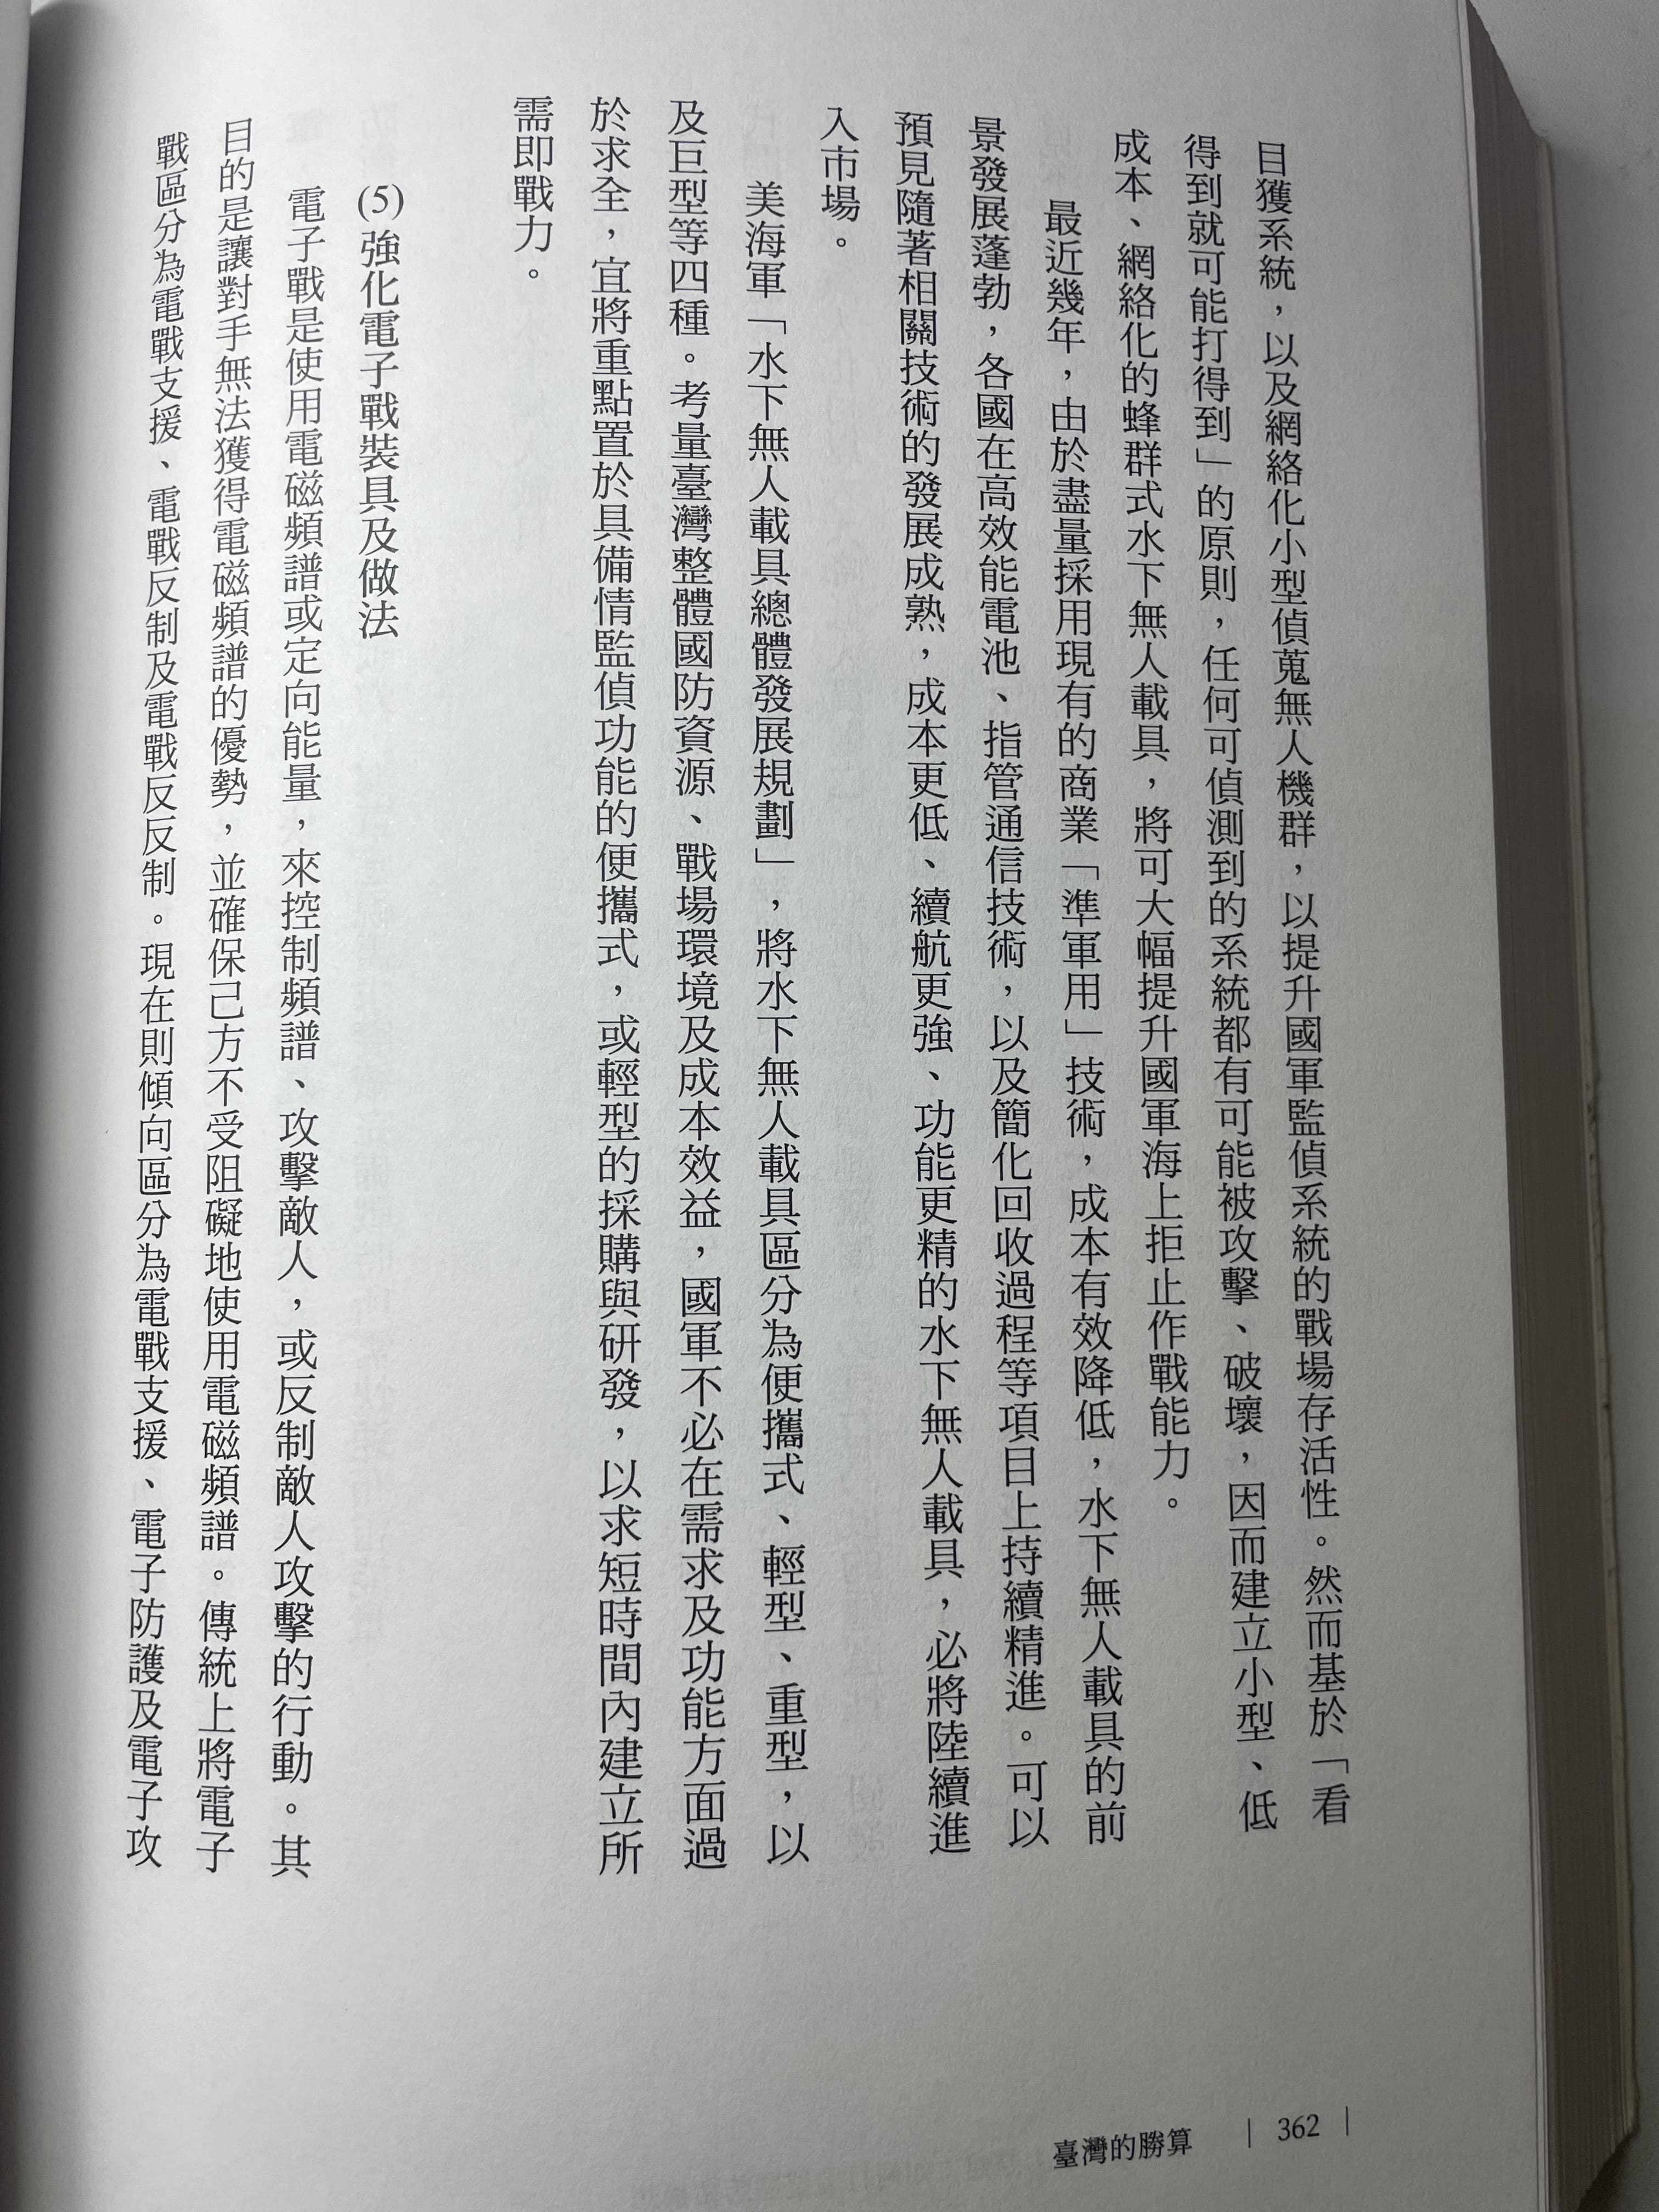 目獲系統，以及網絡化小型偵蒐無人機群，以提升國軍監偵系統的戰場存活性。然而基於「看
得到就可能打得到」的原則，任何可偵測到的系統都有可能被攻擊、破壞，因而建立小型、低
成本、網絡化的蜂群式水下無人載具，將可大幅提升國軍海上拒止作戰能力。
最近幾年，由於盡量採用現有的商業「準軍用」技術，成本有效降低，水下無人載具的前
景發展蓬勃，各國在高效能電池、指管通信技術，以及簡化回收過程等項目上持續精進。可以
預見隨著相關技術的發展成熟，成本更低、續航更強、功能更精的水下無人載具，必將陸續進
入市場。
美海軍「水下無人載具總體發展規劃」，將水下無人載具區分為便攜式、輕型、重型，以
及巨型等四種。考量臺灣整體國防資源、戰場環境及成本效益，國軍不必在需求及功能方面過
於求全，宜將重點置於具備情監偵功能的便攜式，或輕型的採購與研發，以求短時間內建立所
需即戰力。
(5)強化電子戰裝具及做法
電子戰是使用電磁頻譜或定向能量，來控制頻譜、攻擊敵人，或反制敵人攻擊的行動。其
目的是讓對手無法獲得電磁頻譜的優勢，並確保己方不受阻礙地使用電磁頻譜。傳統上將電子
戰區分為電戰支援、電戰反制及電戰反反制。現在則傾向區分為電戰支援、電子防護及電子攻
臺灣的勝算 | 362 |